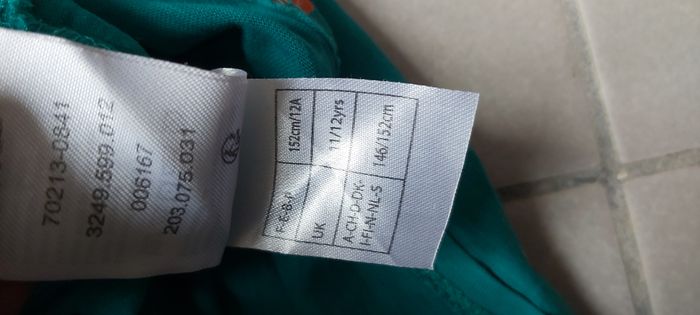 70213-0841
3249.599 012
006167
203.075.031
F-E-B-P 152cm/12A
UK 11/12yrs
A-CH-D-DK- 146/152cm
I-FI-N-NL-S